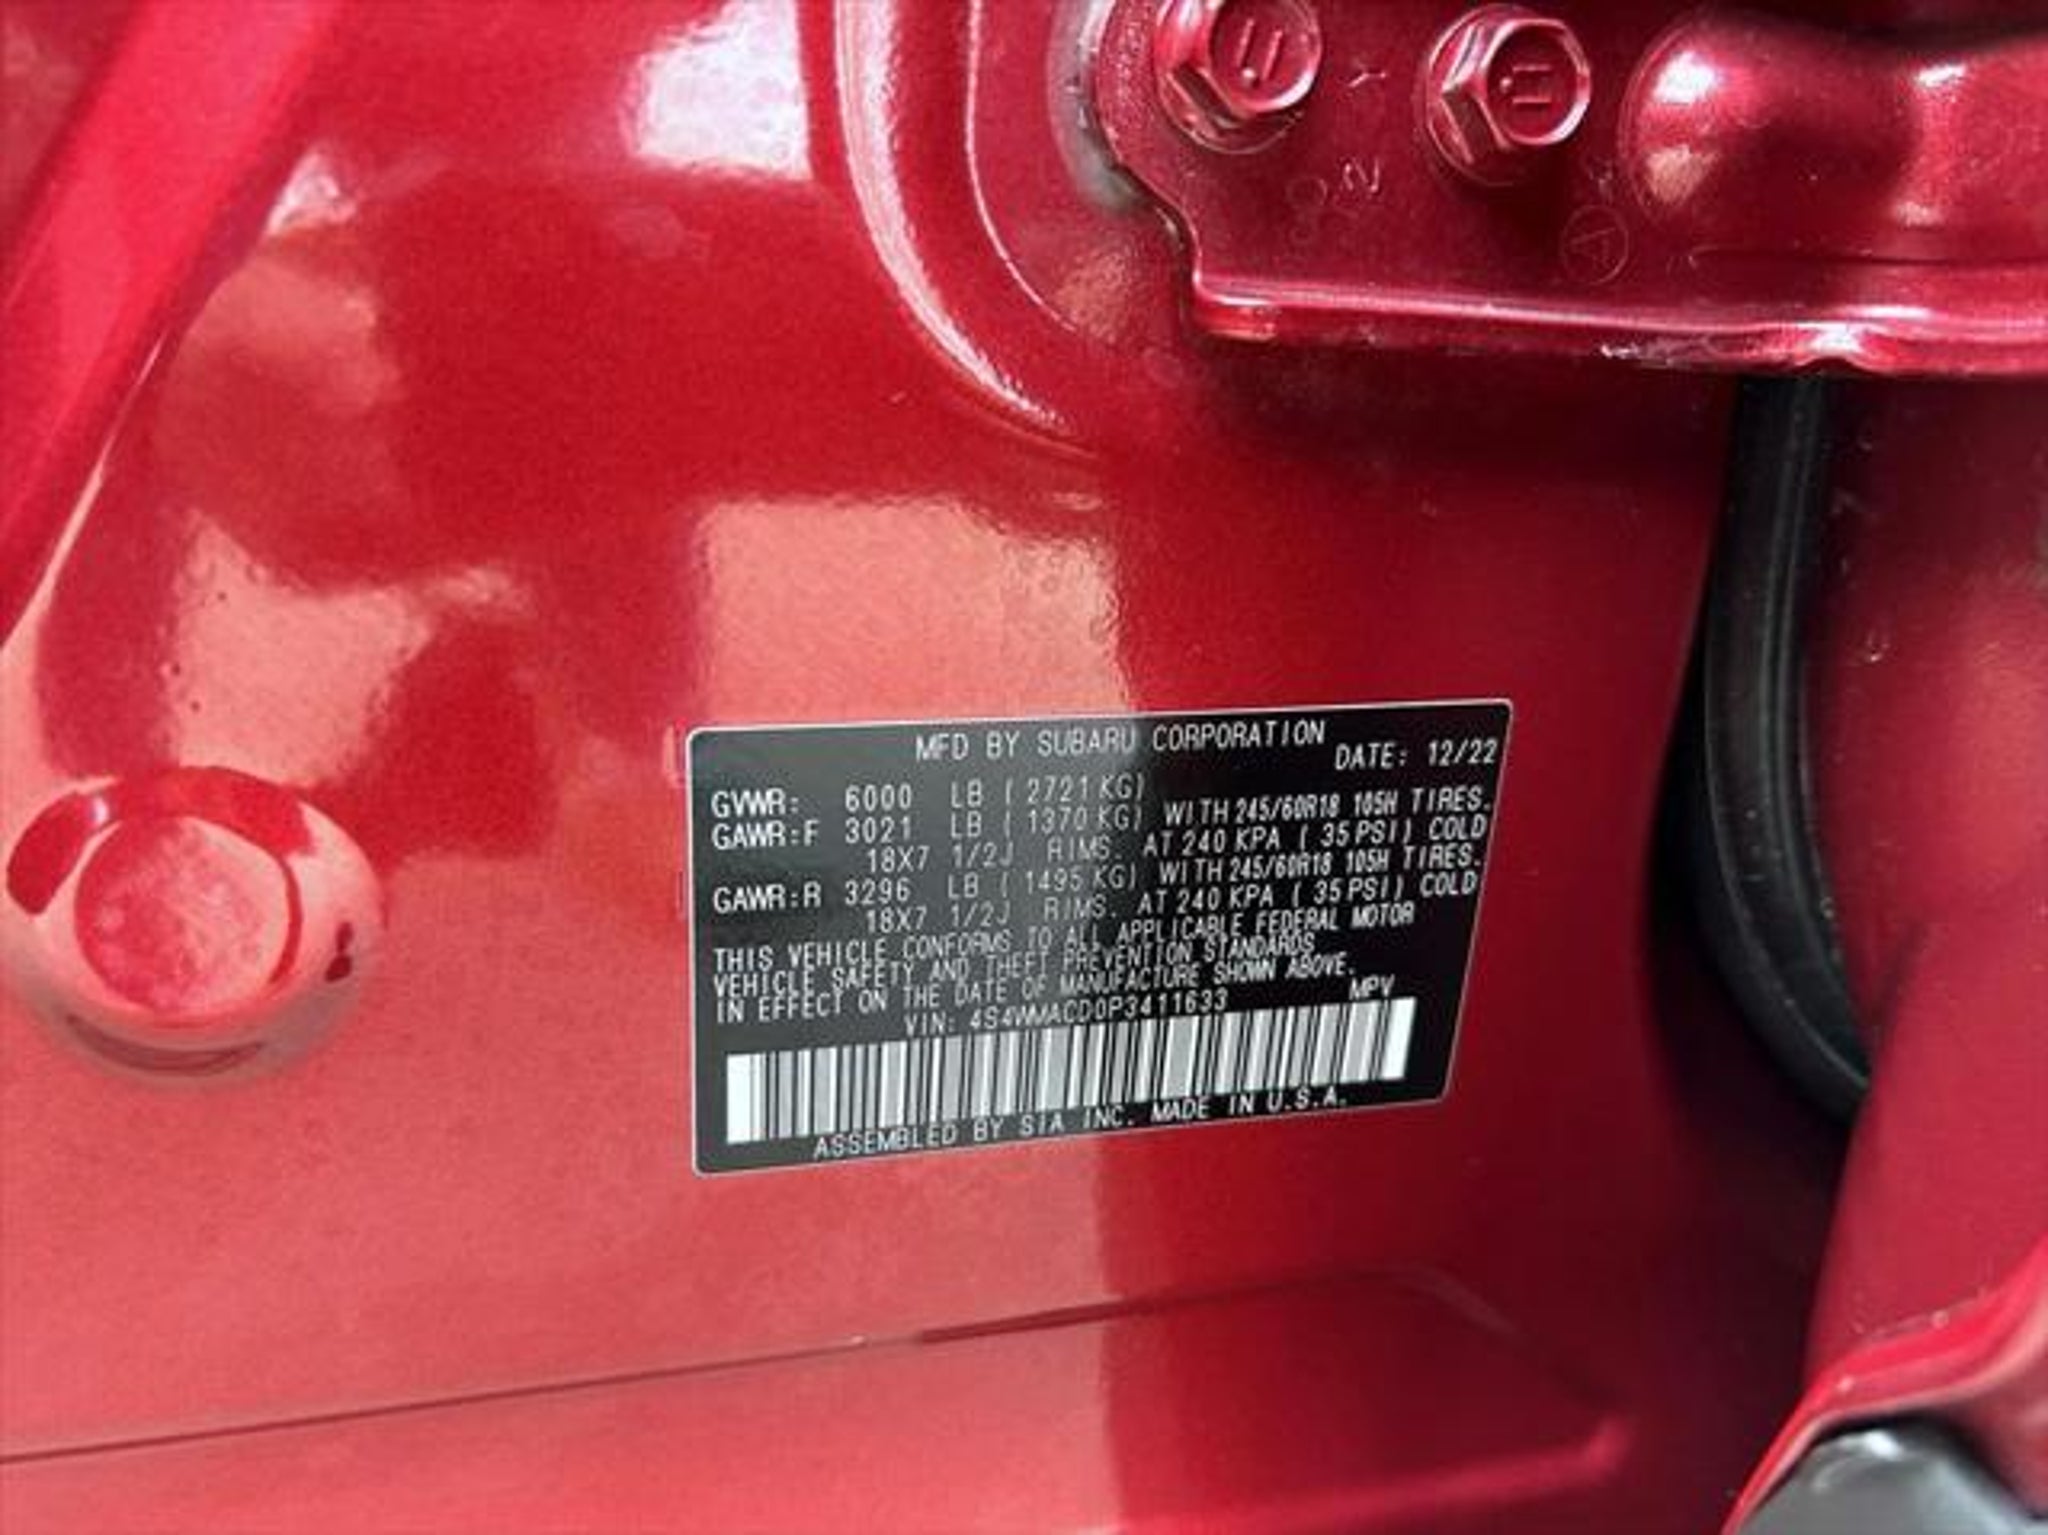 MFD BY SUBARU CORPORATION
DATE: 12/22
GVWR: 6000 LB ( 2721 KG)
GAWR:F 3021 LB ( 1370 KG) WITH 245/60R18 105H TIRES.
18X7 1/2J RIMS. AT 240 KPA ( 35 PSI) COLD
GAWR:R 3296 LB ( 1495 KG) WITH 245/60R18 105H TIRES.
18X7 1/2J RIMS. AT 240 KPA ( 35 PSI) COLD
THIS VEHICLE CONFORMS TO ALL APPLICABLE FEDERAL MOTOR
VEHICLE SAFETY AND THEFT PREVENTION STANDARDS
IN EFFECT ON THE DATE OF MANUFACTURE SHOWN ABOVE.
VIN: 4S4WMACD0P3411633 MPV
ASSEMBLED BY SIA INC. MADE IN U.S.A.